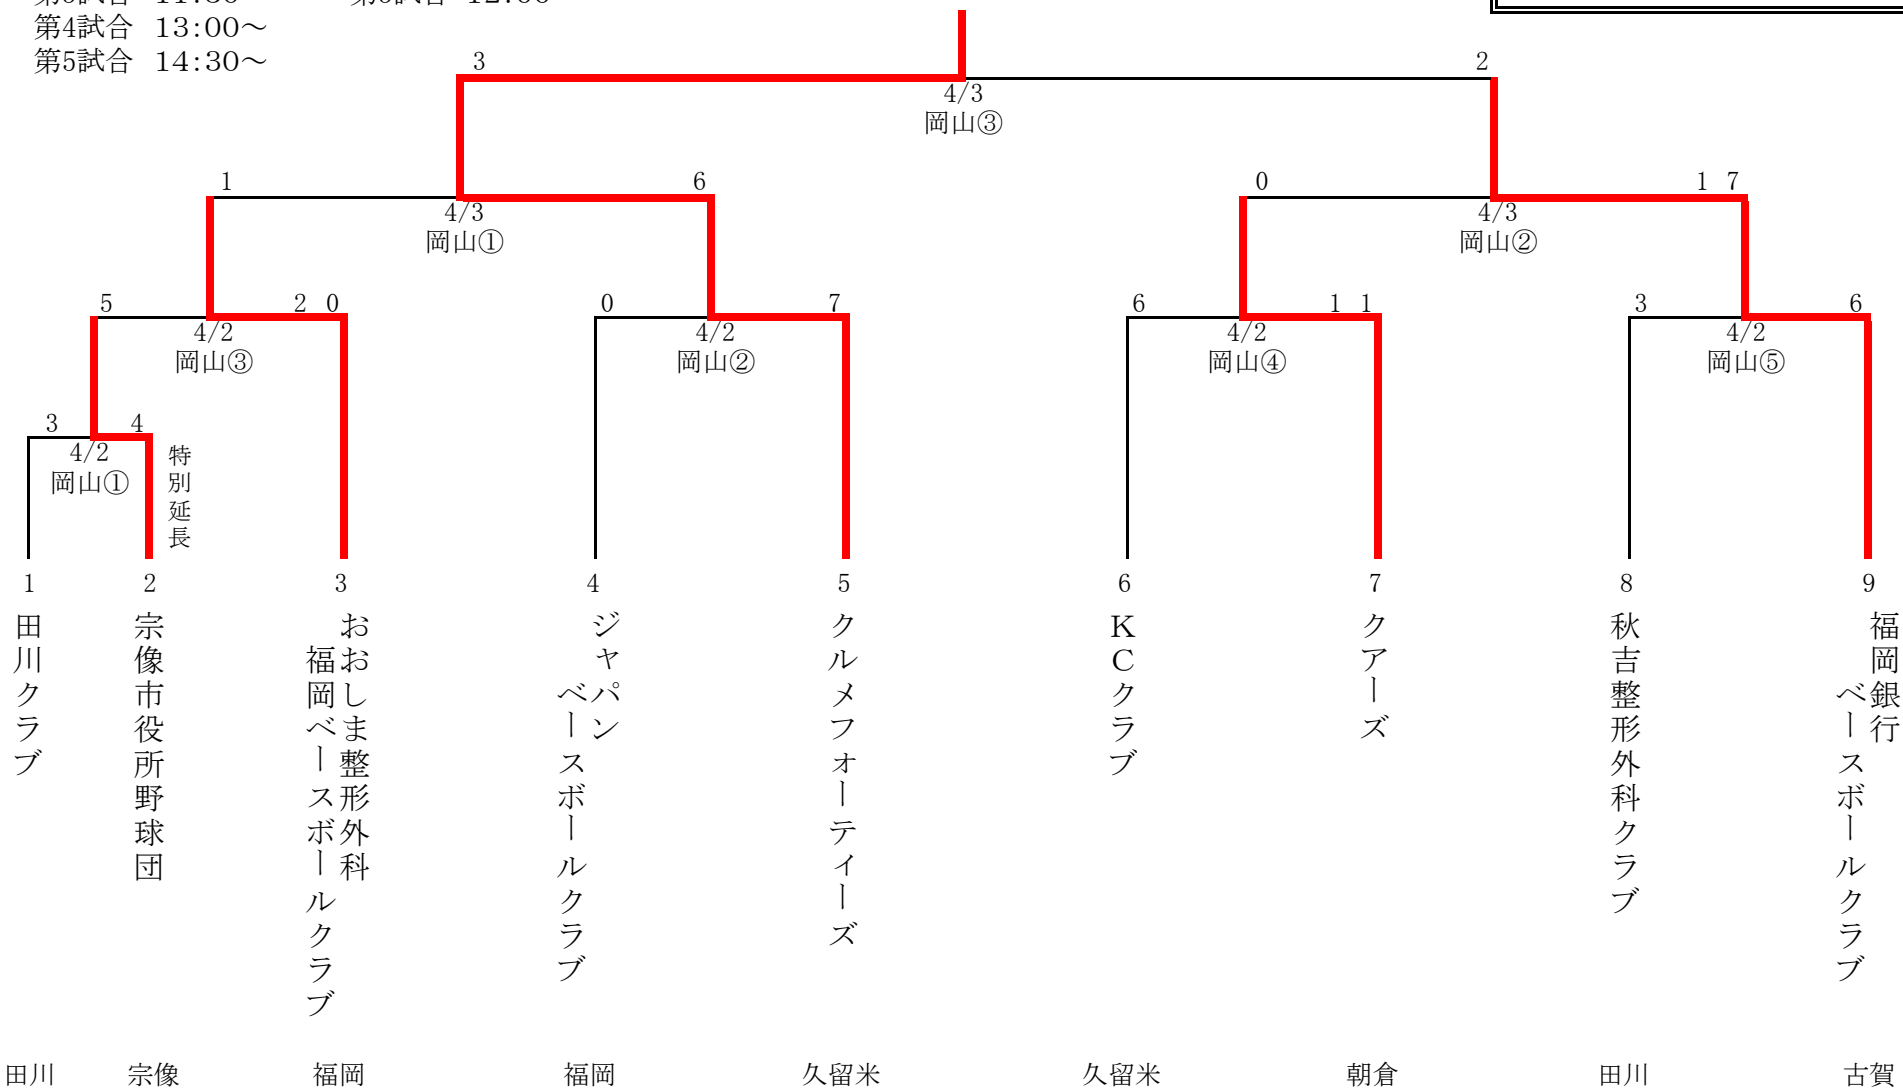 第4試合 13:00～
第5試合 14:30～
3
2
4/3
岡山③
1
6
0
1 7
4/3
岡山①
4/3
岡山②
5
2 0
0
7
6
1 1
3
6
4/2
岡山③
4/2
岡山②
4/2
岡山④
4/2
岡山⑤
3
4
4/2
岡山①
特別延長
1
2
3
4
5
6
7
8
9
田川クラブ
宗像市役所野球団
おおしま整形外科
福岡ベースボールクラブ
ジャパン
ベースボールクラブ
クルメフォーティーズ
KCクラブ
クアーズ
秋吉整形外科クラブ
福岡銀行
ベースボールクラブ
田川
宗像
福岡
福岡
久留米
久留米
朝倉
田川
古賀